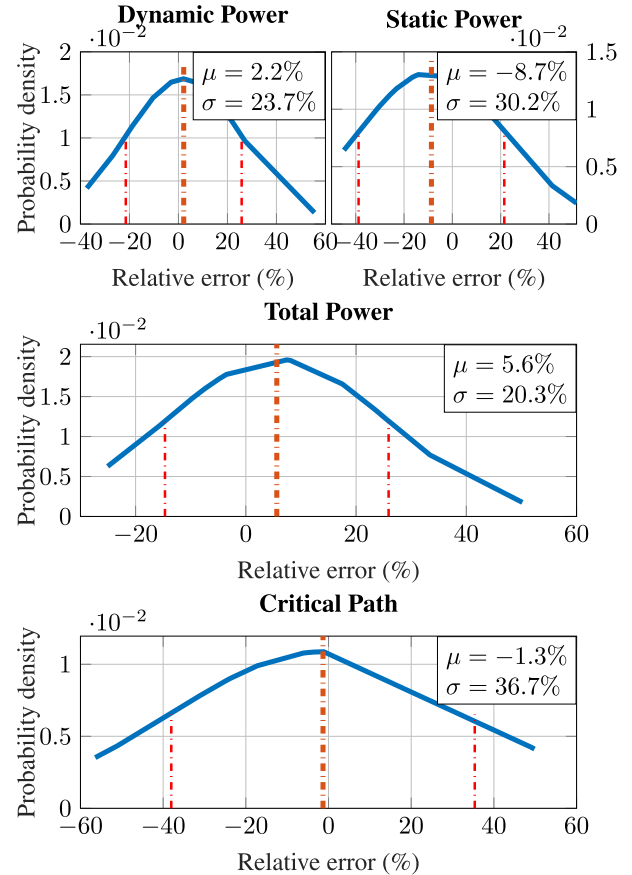 Dynamic Power
Static Power
·10⁻²
·10⁻²
Probability density
2
1.5
1
0.5
0
μ = 2.2%
σ = 23.7%
μ = −8.7%
σ = 30.2%
1.5
1
0.5
0
−40 −20 0 20 40 56
−40 −20 0 20 40
Relative error (%)
Relative error (%)
Total Power
·10⁻²
Probability density
2
1.5
1
0.5
0
μ = 5.6%
σ = 20.3%
−20 0 20 40 60
Relative error (%)
Critical Path
·10⁻²
Probability density
1
0.5
0
μ = −1.3%
σ = 36.7%
−60 −40 −20 0 20 40 60
Relative error (%)